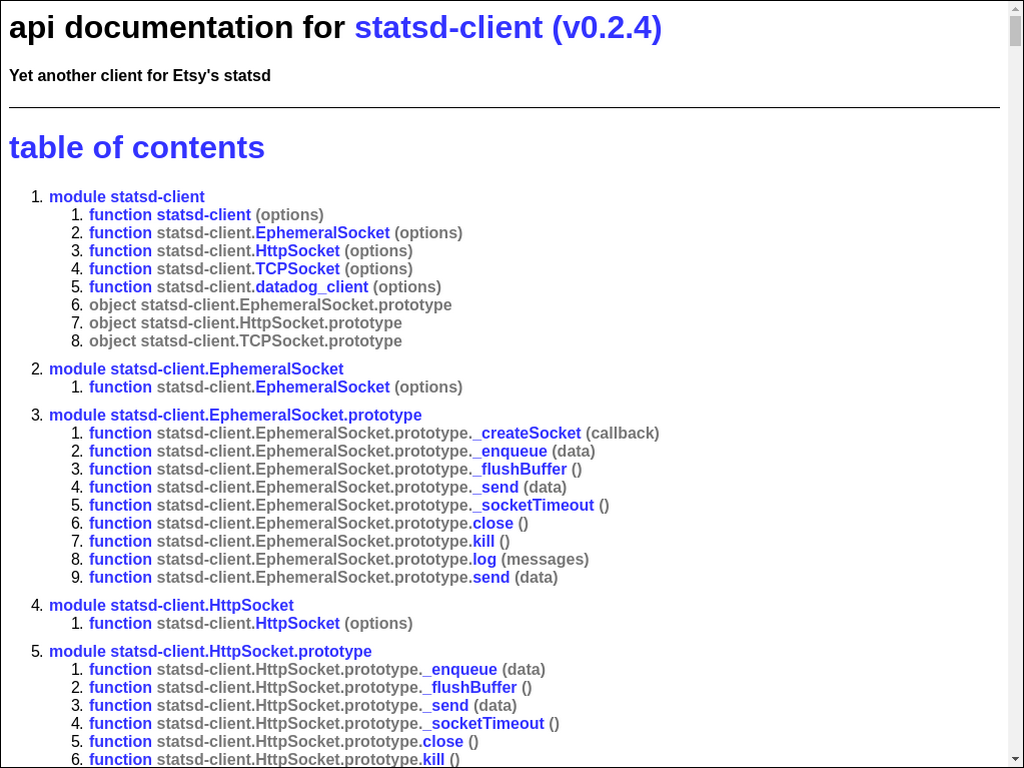 api documentation for statsd-client (v0.2.4)
Yet another client for Etsy's statsd
table of contents
1. module statsd-client
1. function statsd-client (options)
2. function statsd-client.EphemeralSocket (options)
3. function statsd-client.HttpSocket (options)
4. function statsd-client.TCPSocket (options)
5. function statsd-client.datadog_client (options)
6. object statsd-client.EphemeralSocket.prototype
7. object statsd-client.HttpSocket.prototype
8. object statsd-client.TCPSocket.prototype
2. module statsd-client.EphemeralSocket
1. function statsd-client.EphemeralSocket (options)
3. module statsd-client.EphemeralSocket.prototype
1. function statsd-client.EphemeralSocket.prototype._createSocket (callback)
2. function statsd-client.EphemeralSocket.prototype._enqueue (data)
3. function statsd-client.EphemeralSocket.prototype._flushBuffer ()
4. function statsd-client.EphemeralSocket.prototype._send (data)
5. function statsd-client.EphemeralSocket.prototype._socketTimeout ()
6. function statsd-client.EphemeralSocket.prototype.close ()
7. function statsd-client.EphemeralSocket.prototype.kill ()
8. function statsd-client.EphemeralSocket.prototype.log (messages)
9. function statsd-client.EphemeralSocket.prototype.send (data)
4. module statsd-client.HttpSocket
1. function statsd-client.HttpSocket (options)
5. module statsd-client.HttpSocket.prototype
1. function statsd-client.HttpSocket.prototype._enqueue (data)
2. function statsd-client.HttpSocket.prototype._flushBuffer ()
3. function statsd-client.HttpSocket.prototype._send (data)
4. function statsd-client.HttpSocket.prototype._socketTimeout ()
5. function statsd-client.HttpSocket.prototype.close ()
6. function statsd-client.HttpSocket.prototype.kill ()